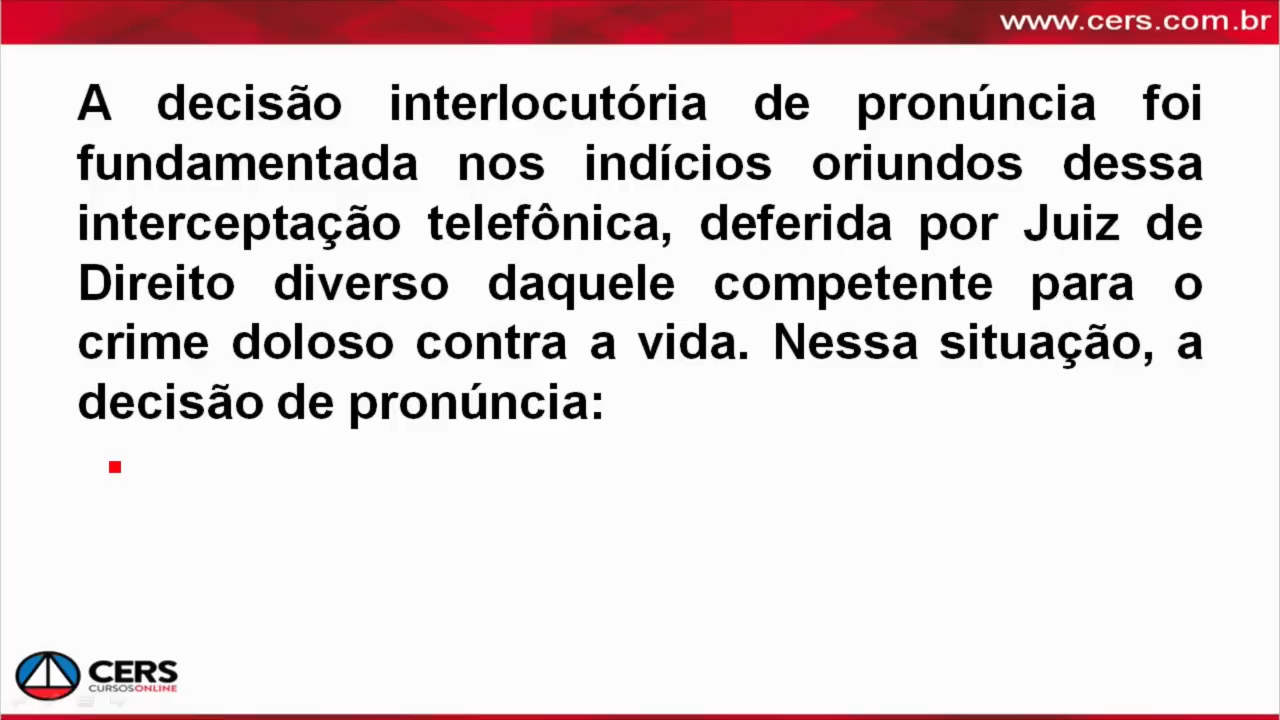 www.cers.com.br
A decisão interlocutória de pronúncia foi
fundamentada nos indícios oriundos dessa
interceptação telefônica, deferida por Juiz de
Direito diverso daquele competente para o
crime doloso contra a vida. Nessa situação, a
decisão de pronúncia:
CERS
CURSOSONLINE